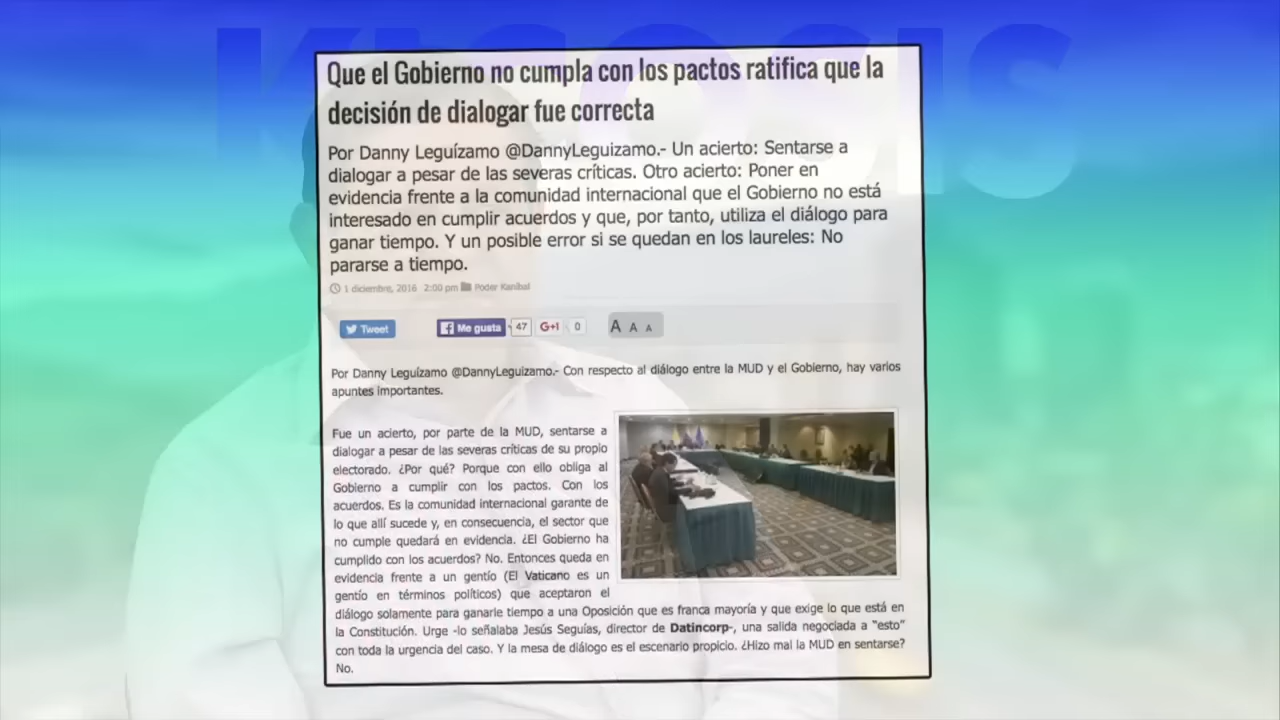 Que el Gobierno no cumpla con los pactos ratifica que la
decisión de dialogar fue correcta
Por Danny Leguízamo @DannyLeguizamo.- Un acierto: Sentarse a
dialogar a pesar de las severas críticas. Otro acierto: Poner en
evidencia frente a la comunidad internacional que el Gobierno no está
interesado en cumplir acuerdos y que, por tanto, utiliza el diálogo para
ganar tiempo. Y un posible error si se quedan en los laureles: No
pararse a tiempo.
1 diciembre, 2016 2:00 pm Poder Kanibal
Tweet Me gusta 47 G+1 0 A A A
Por Danny Leguízamo @DannyLeguizamo.- Con respecto al diálogo entre la MUD y el Gobierno, hay varios
apuntes importantes.
Fue un acierto, por parte de la MUD, sentarse a
dialogar a pesar de las severas críticas de su propio
electorado. ¿Por qué? Porque con ello obliga al
Gobierno a cumplir con los pactos. Con los
acuerdos. Es la comunidad internacional garante de
lo que allí sucede y, en consecuencia, el sector que
no cumple quedará en evidencia. ¿El Gobierno ha
cumplido con los acuerdos? No. Entonces queda en
evidencia frente a un gentío (El Vaticano es un
gentío en términos políticos) que aceptaron el
diálogo solamente para ganarle tiempo a una Oposición que es franca mayoría y que exige lo que está en
la Constitución. Urge -lo señalaba Jesús Seguías, director de Datincorp-, una salida negociada a “esto”
con toda la urgencia del caso. Y la mesa de diálogo es el escenario propicio. ¿Hizo mal la MUD en sentarse?
No.